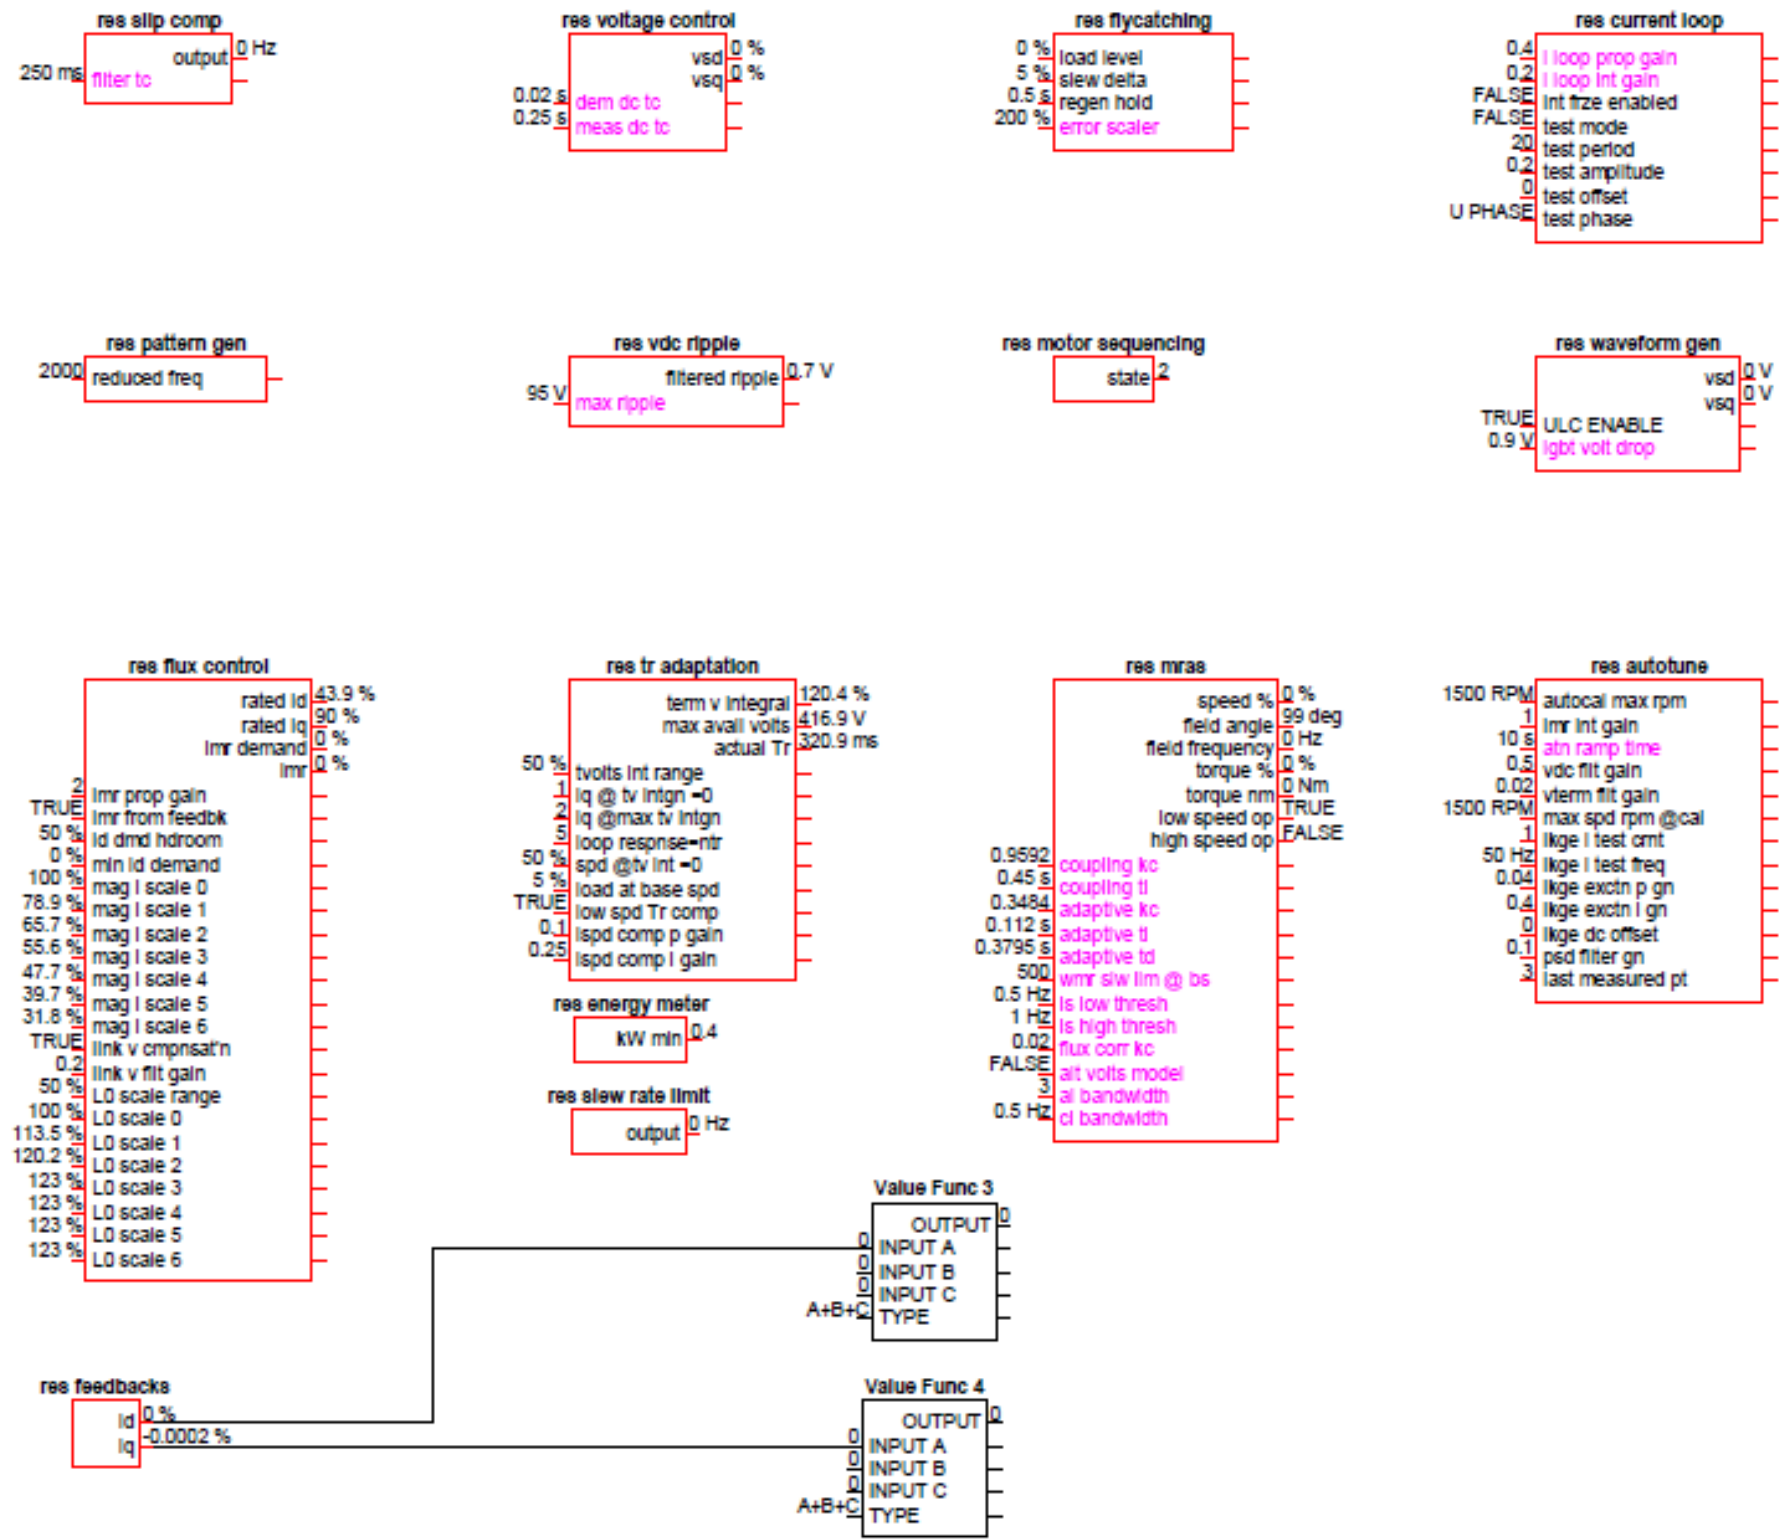 res slip comp
output 0 Hz
250 ms filter tc
res voltage control
vsd 0 %
vsq 0 %
0.02 s dem dc tc
0.25 s meas dc tc
res flycatching
0 % load level
5 % slew delta
0.5 s regen hold
200 % error scaler
res current loop
0.4 I loop prop gain
0.2 I loop int gain
FALSE int frze enabled
FALSE test mode
20 test period
0.2 test amplitude
0 test offset
U PHASE test phase
res pattern gen
2000 reduced freq
res vdc ripple
filtered ripple 0.7 V
95 V max ripple
res motor sequencing
state 2
res waveform gen
vsd 0 V
vsq 0 V
TRUE ULC ENABLE
0.9 V igbt volt drop
res flux control
rated id 43.9 %
rated iq 90 %
imr demand 0 %
imr 0 %
2 imr prop gain
TRUE imr from feedbk
50 % id dmd hdroom
0 % min id demand
100 % mag I scale 0
78.9 % mag I scale 1
65.7 % mag I scale 2
55.6 % mag I scale 3
47.7 % mag I scale 4
39.7 % mag I scale 5
31.8 % mag I scale 6
TRUE link v cmpnsat'n
0.2 link v filt gain
50 % L0 scale range
100 % L0 scale 0
113.5 % L0 scale 1
120.2 % L0 scale 2
123 % L0 scale 3
123 % L0 scale 4
123 % L0 scale 5
123 % L0 scale 6
res tr adaptation
term v integral 120.4 %
max avail volts 416.9 V
actual Tr 320.9 ms
50 % tvolts int range
1 iq @ tv intgn =0
2 iq @max tv intgn
5 loop respnse=ntr
50 % spd @tv int =0
5 % load at base spd
TRUE low spd Tr comp
0.1 lspd comp p gain
0.25 lspd comp i gain
res energy meter
kW min 0.4
res slew rate limit
output 0 Hz
res mras
speed % 0 %
field angle 99 deg
field frequency 0 Hz
torque % 0 %
torque nm 0 Nm
low speed op TRUE
high speed op FALSE
0.9592 coupling kc
0.45 s coupling ti
0.3484 adaptive kc
0.112 s adaptive ti
0.3795 s adaptive td
500 wmr slw lim @ bs
0.5 Hz ls low thresh
1 Hz ls high thresh
0.02 flux corr kc
FALSE alt volts model
3 al bandwidth
0.5 Hz cl bandwidth
res autotune
1500 RPM autocal max rpm
1 imr int gain
10 s atn ramp time
0.5 vdc filt gain
0.02 vterm filt gain
1500 RPM max spd rpm @cal
1 lkge I test crnt
50 Hz lkge I test freq
0.04 lkge exctn p gn
0.4 lkge exctn i gn
0 lkge dc offset
0.1 psd filter gn
3 last measured pt
Value Func 3
OUTPUT 0
0 INPUT A
0 INPUT B
0 INPUT C
A+B+C TYPE
res feedbacks
id 0 %
iq -0.0002 %
Value Func 4
OUTPUT 0
0 INPUT A
0 INPUT B
0 INPUT C
A+B+C TYPE